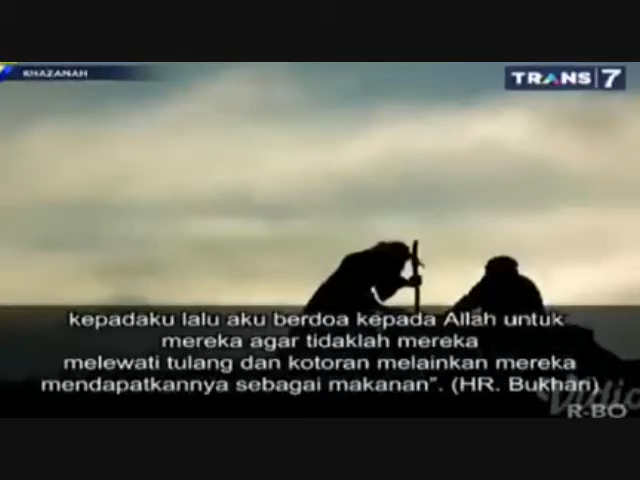 KHAZANAH
TRANS 7
kepadaku lalu aku berdoa kepada Allah untuk
mereka agar tidaklah mereka
melewati tulang dan kotoran melainkan mereka
mendapatkannya sebagai makanan". (HR. Bukhari)
Vidio
R-BO